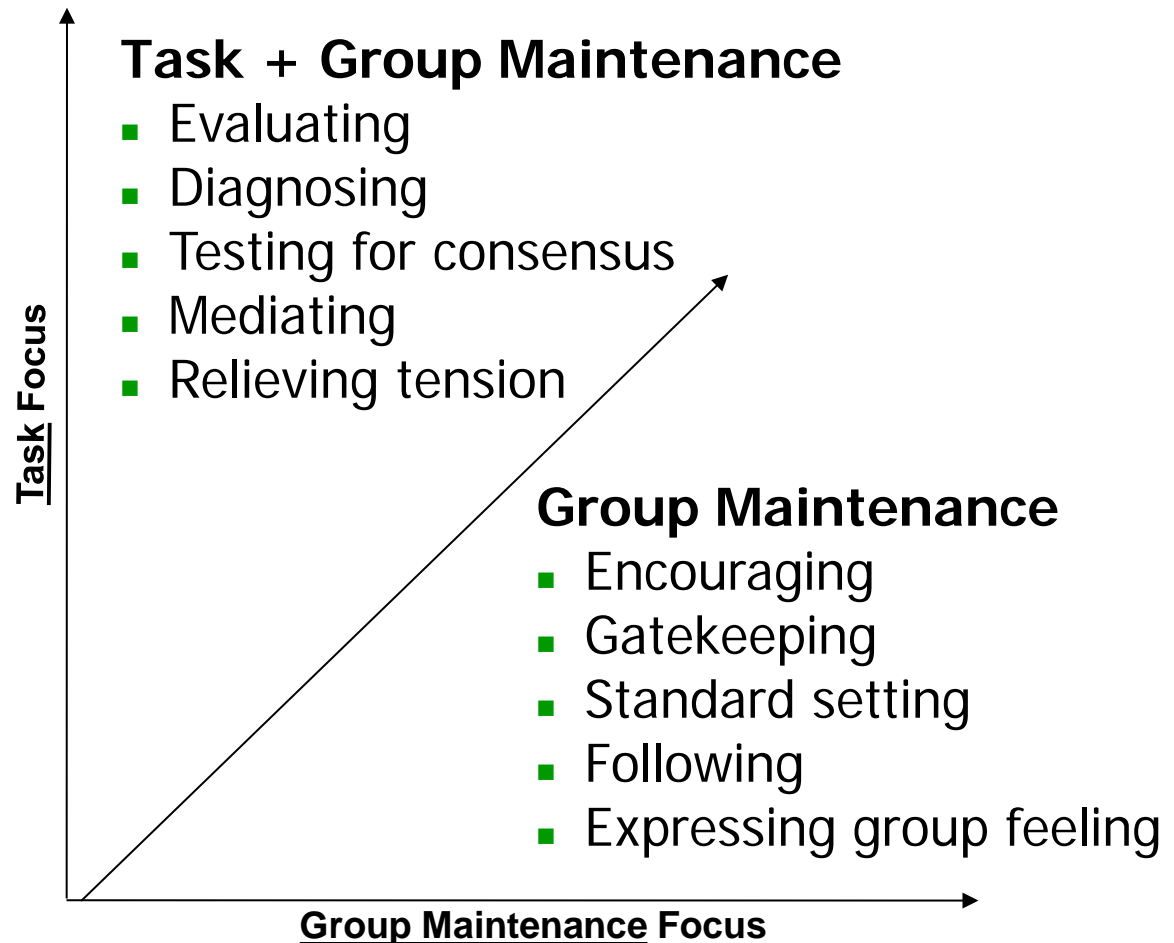 Task + Group Maintenance
▪ Evaluating
▪ Diagnosing
▪ Testing for consensus
▪ Mediating
▪ Relieving tension
Task Focus
Group Maintenance
▪ Encouraging
▪ Gatekeeping
▪ Standard setting
▪ Following
▪ Expressing group feeling
Group Maintenance Focus